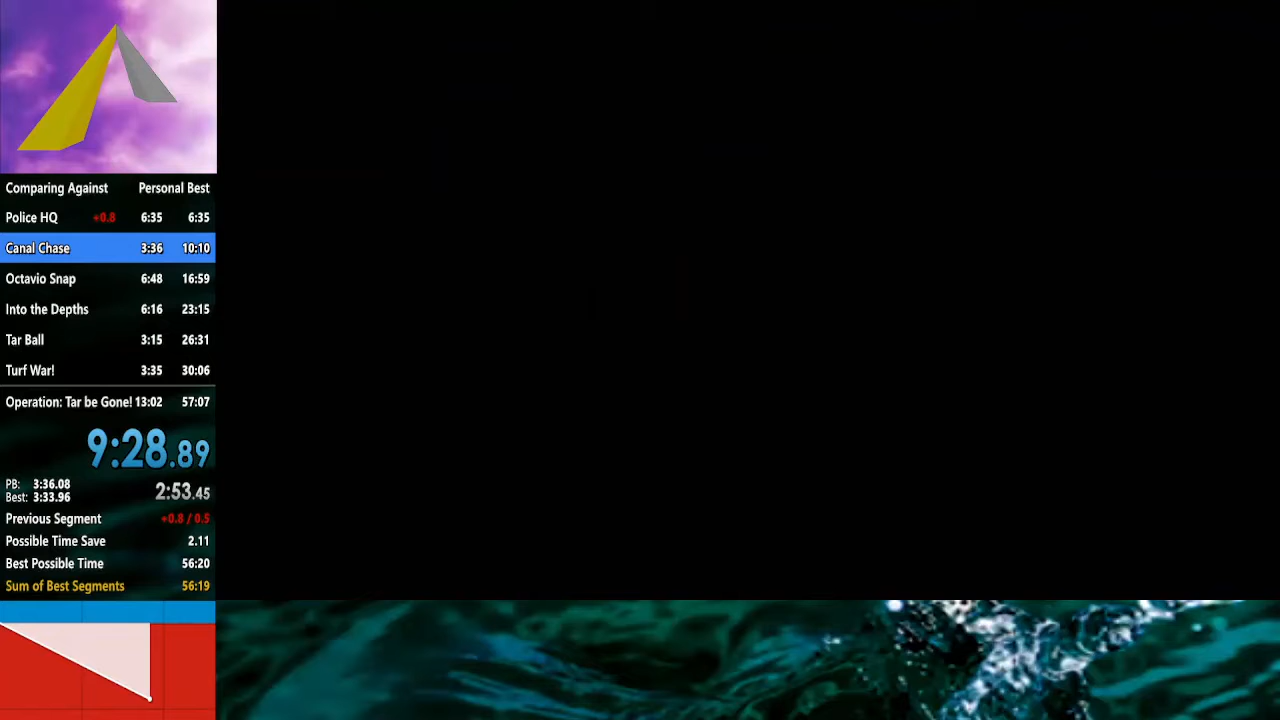 Comparing Against Personal Best
Police HQ +0.8 6:35 6:35
Canal Chase 3:36 10:10
Octavio Snap 6:48 16:59
Into the Depths 6:16 23:15
Tar Ball 3:15 26:31
Turf War! 3:35 30:06
Operation: Tar be Gone! 13:02 57:07
9:28.89
PB: 3:36.08
Best: 3:33.96 2:53.45
Previous Segment +0.8 / 0.5
Possible Time Save 2.11
Best Possible Time 56:20
Sum of Best Segments 56:19